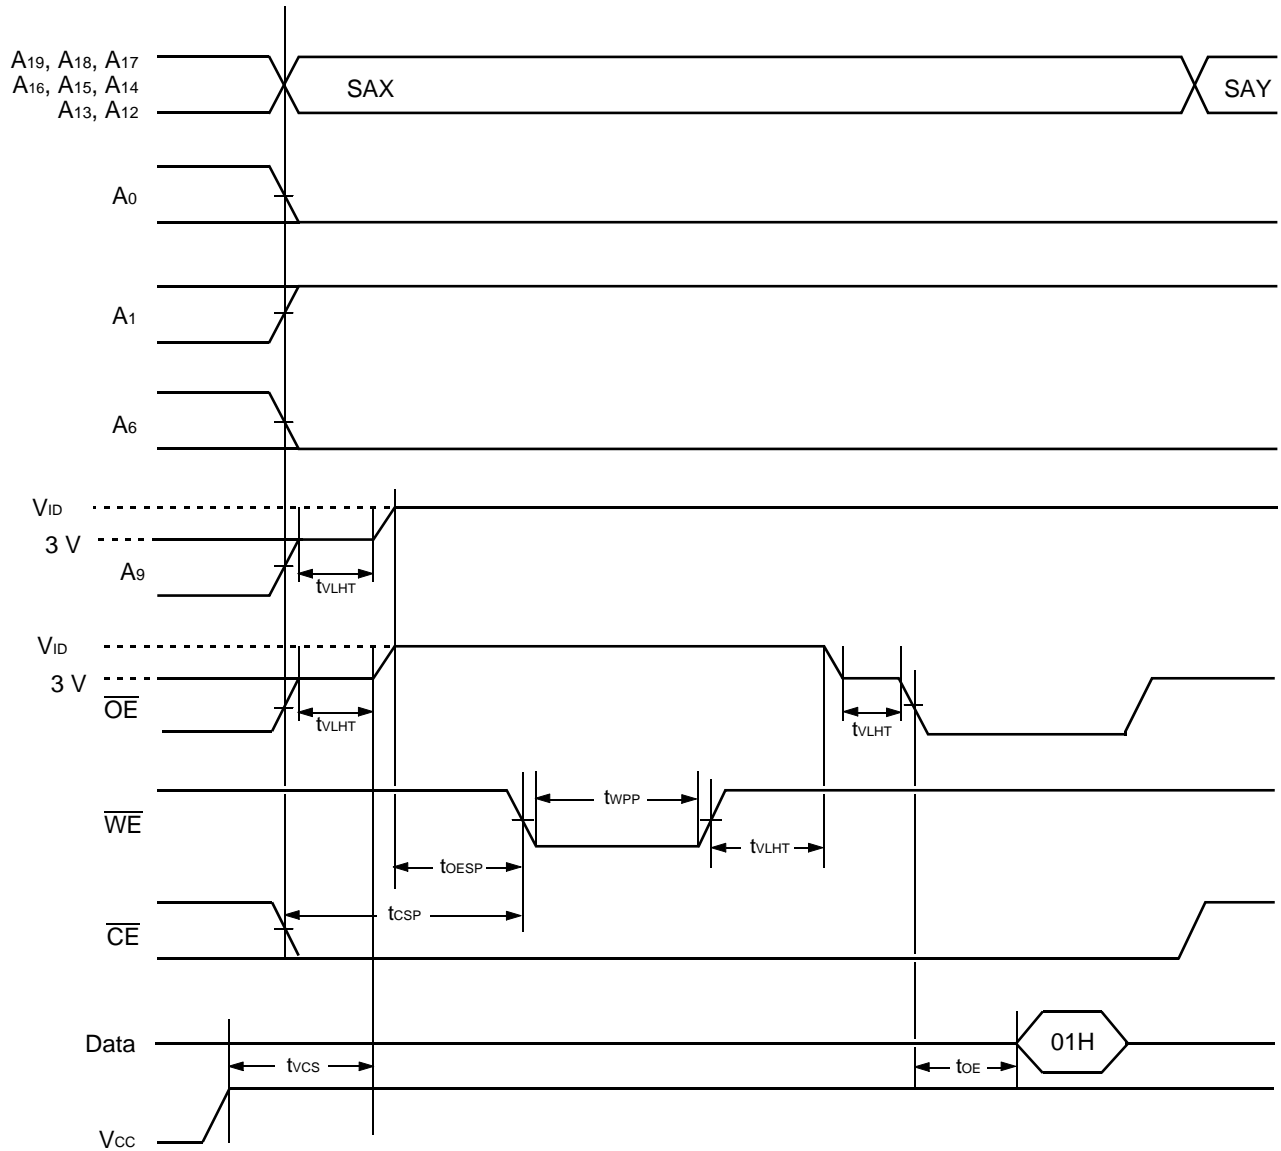 A19, A18, A17
A16, A15, A14
A13, A12
SAX
SAY
A0
A1
A6
VID
3 V
A9
tVLHT
VID
3 V
OE
tVLHT
tVLHT
WE
tWPP
tVLHT
tOESP
tCSP
CE
Data
01H
tVCS
tOE
VCC